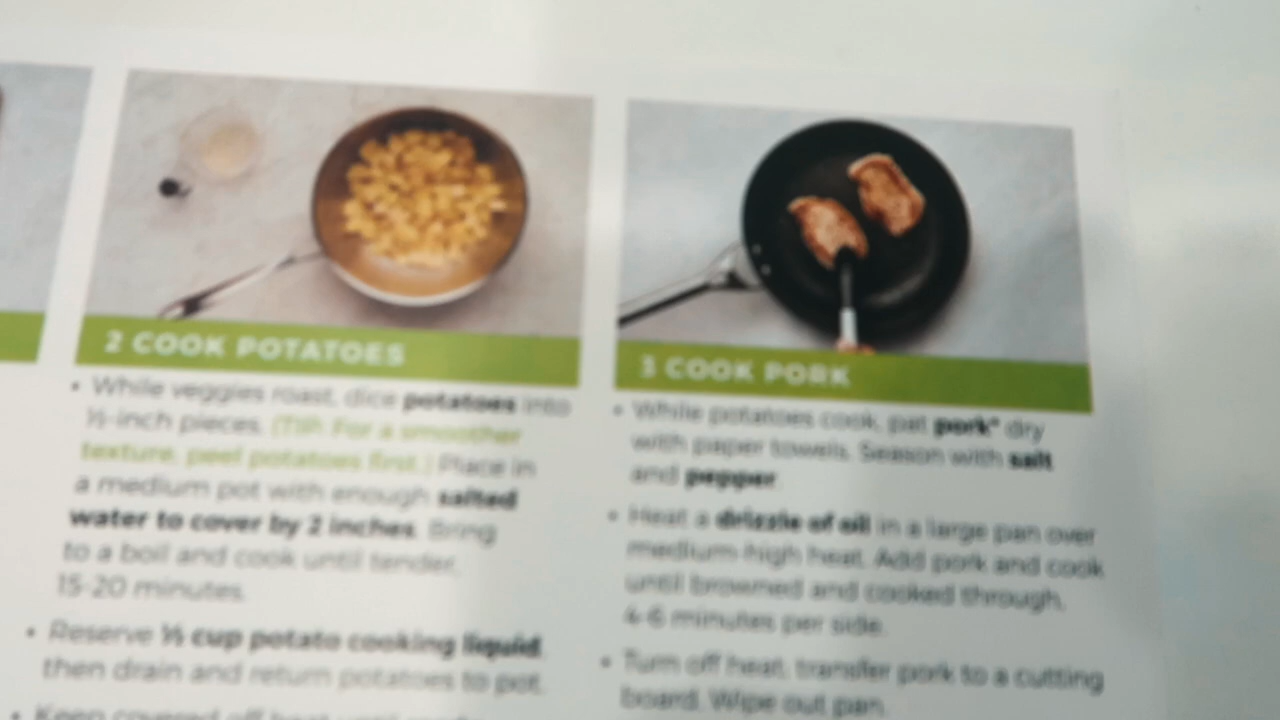 2 COOK POTATOES
• While veggies roast, dice potatoes into
½-inch pieces. (TIP: For a smoother
texture, peel potatoes first.) Place in
a medium pot with enough salted
water to cover by 2 inches. Bring
to a boil and cook until tender,
15-20 minutes.
• Reserve ½ cup potato cooking liquid,
then drain and return potatoes to pot.
• Keep covered off heat until
3 COOK PORK
• While potatoes cook, pat pork* dry
with paper towels. Season with salt
and pepper.
• Heat a drizzle of oil in a large pan over
medium-high heat. Add pork and cook
until browned and cooked through,
4-6 minutes per side.
• Turn off heat; transfer pork to a cutting
board. Wipe out pan.